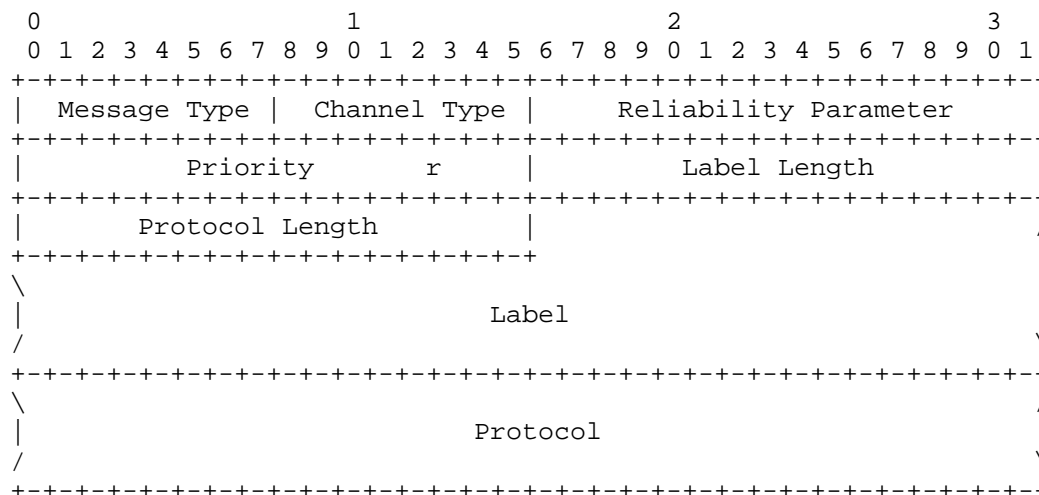 0                   1                   2                   3
 0 1 2 3 4 5 6 7 8 9 0 1 2 3 4 5 6 7 8 9 0 1 2 3 4 5 6 7 8 9 0 1
+-+-+-+-+-+-+-+-+-+-+-+-+-+-+-+-+-+-+-+-+-+-+-+-+-+-+-+-+-+-+-+--
|  Message Type |  Channel Type |     Reliability Parameter
+-+-+-+-+-+-+-+-+-+-+-+-+-+-+-+-+-+-+-+-+-+-+-+-+-+-+-+-+-+-+-+--
|          Priority      r      |         Label Length
+-+-+-+-+-+-+-+-+-+-+-+-+-+-+-+-+-+-+-+-+-+-+-+-+-+-+-+-+-+-+-+--
|       Protocol Length         |                               /
+-+-+-+-+-+-+-+-+-+-+-+-+-+-+-+-+
\
|                             Label
/                                                               \
+-+-+-+-+-+-+-+-+-+-+-+-+-+-+-+-+-+-+-+-+-+-+-+-+-+-+-+-+-+-+-+--
\                                                               /
|                            Protocol
/                                                               \
+-+-+-+-+-+-+-+-+-+-+-+-+-+-+-+-+-+-+-+-+-+-+-+-+-+-+-+-+-+-+-+--